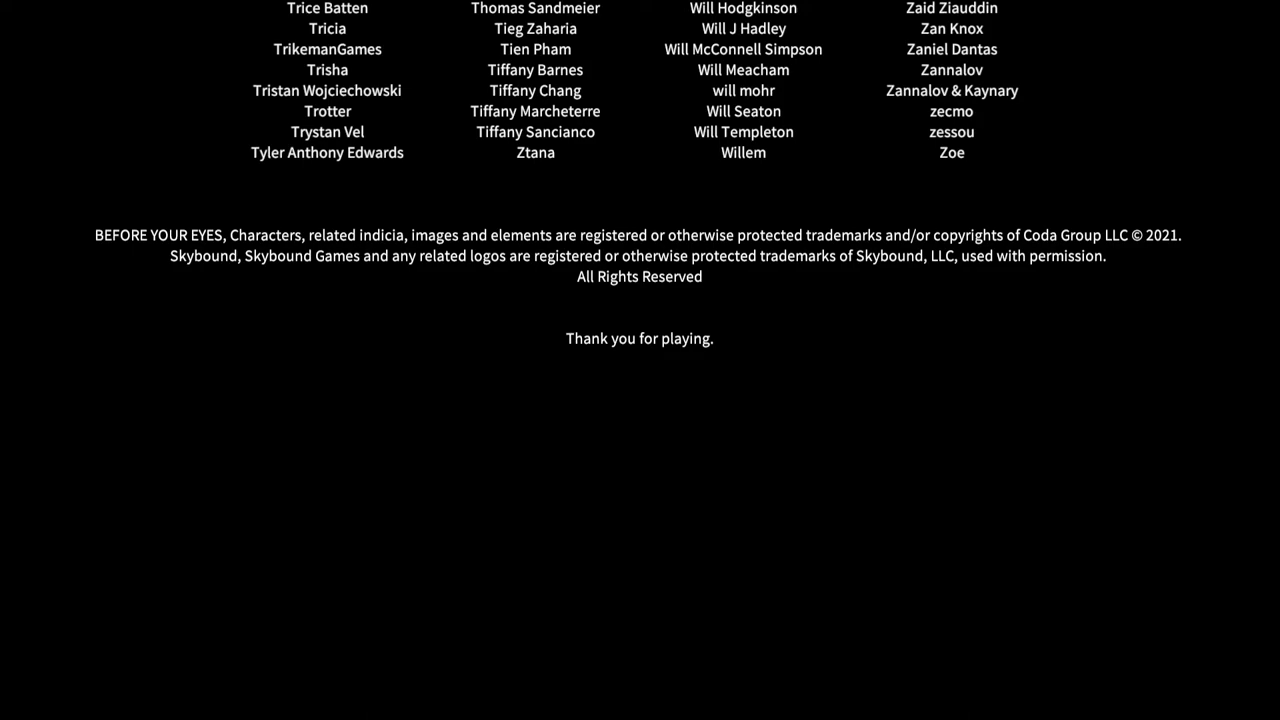 Trice Batten Thomas Sandmeier Will Hodgkinson Zaid Ziauddin
Tricia Tieg Zaharia Will J Hadley Zan Knox
TrikemanGames Tien Pham Will McConnell Simpson Zaniel Dantas
Trisha Tiffany Barnes Will Meacham Zannalov
Tristan Wojciechowski Tiffany Chang will mohr Zannalov & Kaynary
Trotter Tiffany Marcheterre Will Seaton zecmo
Trystan Vel Tiffany Sancianco Will Templeton zessou
Tyler Anthony Edwards Ztana Willem Zoe
BEFORE YOUR EYES, Characters, related indicia, images and elements are registered or otherwise protected trademarks and/or copyrights of Coda Group LLC © 2021.
Skybound, Skybound Games and any related logos are registered or otherwise protected trademarks of Skybound, LLC, used with permission.
All Rights Reserved
Thank you for playing.